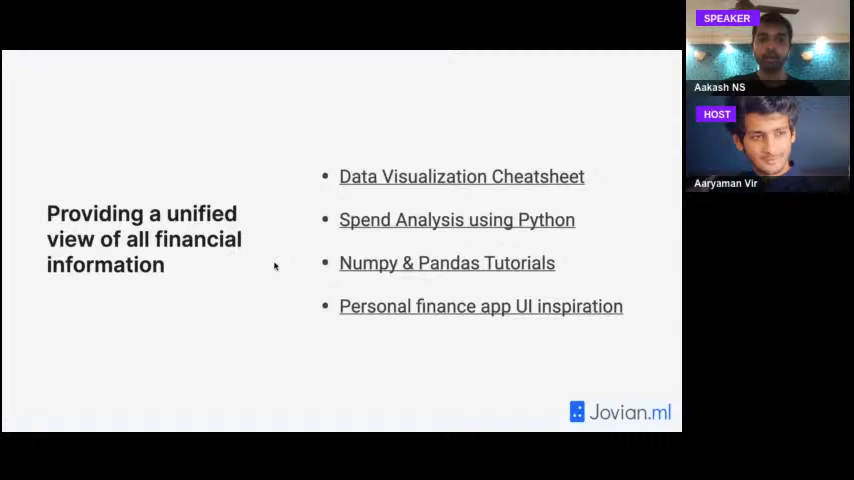 SPEAKER
Aakash NS
HOST
Aaryaman Vir
Providing a unified
view of all financial
information
• Data Visualization Cheatsheet
• Spend Analysis using Python
• Numpy & Pandas Tutorials
• Personal finance app UI inspiration
Jovian.ml